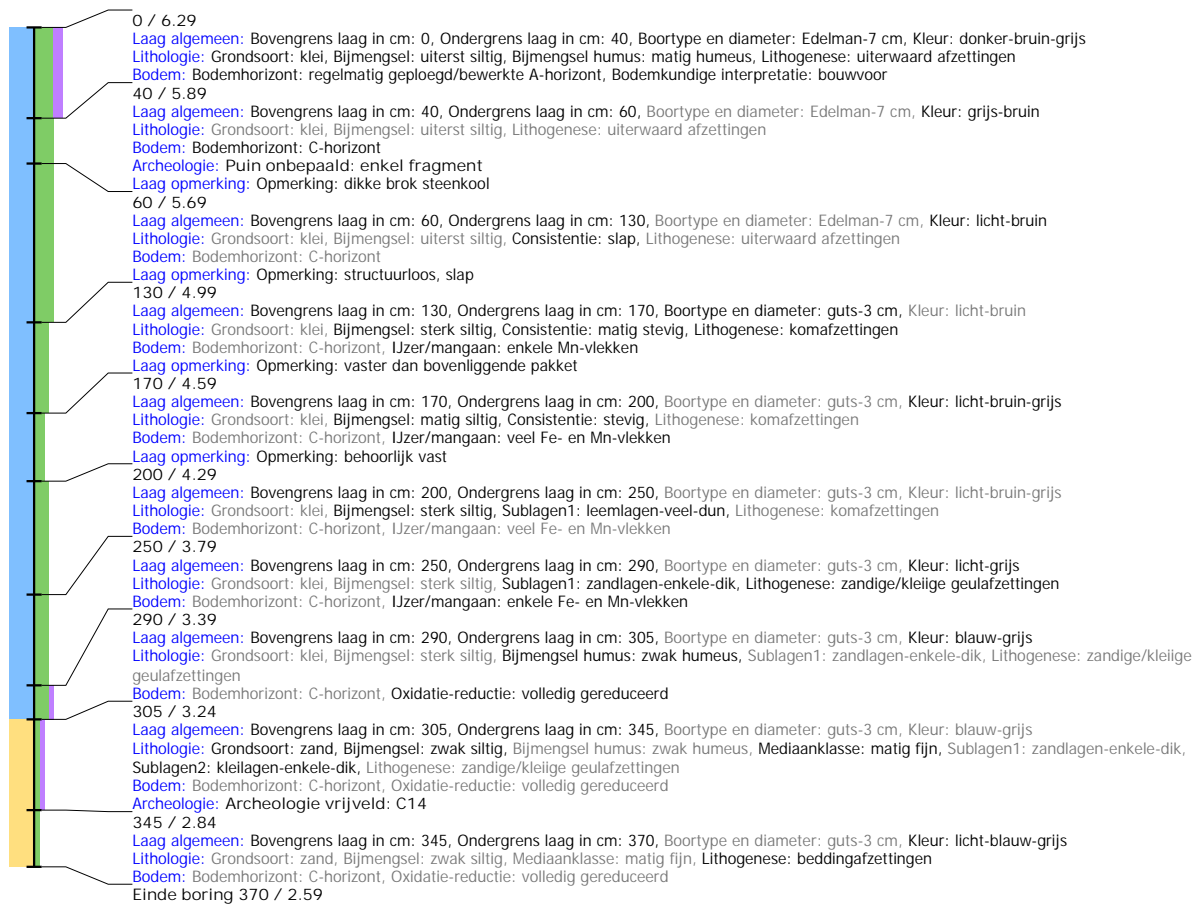 0 / 6.29
Laag algemeen: Bovengrens laag in cm: 0, Ondergrens laag in cm: 40, Boortype en diameter: Edelman-7 cm, Kleur: donker-bruin-grijs
Lithologie: Grondsoort: klei, Bijmengsel: uiterst siltig, Bijmengsel humus: matig humeus, Lithogenese: uiterwaard afzettingen
Bodem: Bodemhorizont: regelmatig geploegd/bewerkte A-horizont, Bodemkundige interpretatie: bouwvoor
40 / 5.89
Laag algemeen: Bovengrens laag in cm: 40, Ondergrens laag in cm: 60, Boortype en diameter: Edelman-7 cm, Kleur: grijs-bruin
Lithologie: Grondsoort: klei, Bijmengsel: uiterst siltig, Lithogenese: uiterwaard afzettingen
Bodem: Bodemhorizont: C-horizont
Archeologie: Puin onbepaald: enkel fragment
Laag opmerking: Opmerking: dikke brok steenkool
60 / 5.69
Laag algemeen: Bovengrens laag in cm: 60, Ondergrens laag in cm: 130, Boortype en diameter: Edelman-7 cm, Kleur: licht-bruin
Lithologie: Grondsoort: klei, Bijmengsel: uiterst siltig, Consistentie: slap, Lithogenese: uiterwaard afzettingen
Bodem: Bodemhorizont: C-horizont
Laag opmerking: Opmerking: structuurloos, slap
130 / 4.99
Laag algemeen: Bovengrens laag in cm: 130, Ondergrens laag in cm: 170, Boortype en diameter: guts-3 cm, Kleur: licht-bruin
Lithologie: Grondsoort: klei, Bijmengsel: sterk siltig, Consistentie: matig stevig, Lithogenese: komafzettingen
Bodem: Bodemhorizont: C-horizont, IJzer/mangaan: enkele Mn-vlekken
Laag opmerking: Opmerking: vaster dan bovenliggende pakket
170 / 4.59
Laag algemeen: Bovengrens laag in cm: 170, Ondergrens laag in cm: 200, Boortype en diameter: guts-3 cm, Kleur: licht-bruin-grijs
Lithologie: Grondsoort: klei, Bijmengsel: matig siltig, Consistentie: stevig, Lithogenese: komafzettingen
Bodem: Bodemhorizont: C-horizont, IJzer/mangaan: veel Fe- en Mn-vlekken
Laag opmerking: Opmerking: behoorlijk vast
200 / 4.29
Laag algemeen: Bovengrens laag in cm: 200, Ondergrens laag in cm: 250, Boortype en diameter: guts-3 cm, Kleur: licht-bruin-grijs
Lithologie: Grondsoort: klei, Bijmengsel: sterk siltig, Sublagen1: leemlagen-veel-dun, Lithogenese: komafzettingen
Bodem: Bodemhorizont: C-horizont, IJzer/mangaan: veel Fe- en Mn-vlekken
250 / 3.79
Laag algemeen: Bovengrens laag in cm: 250, Ondergrens laag in cm: 290, Boortype en diameter: guts-3 cm, Kleur: licht-grijs
Lithologie: Grondsoort: klei, Bijmengsel: sterk siltig, Sublagen1: zandlagen-enkele-dik, Lithogenese: zandige/kleiige geulafzettingen
Bodem: Bodemhorizont: C-horizont, IJzer/mangaan: enkele Fe- en Mn-vlekken
290 / 3.39
Laag algemeen: Bovengrens laag in cm: 290, Ondergrens laag in cm: 305, Boortype en diameter: guts-3 cm, Kleur: blauw-grijs
Lithologie: Grondsoort: klei, Bijmengsel: sterk siltig, Bijmengsel humus: zwak humeus, Sublagen1: zandlagen-enkele-dik, Lithogenese: zandige/kleiige
geulafzettingen
Bodem: Bodemhorizont: C-horizont, Oxidatie-reductie: volledig gereduceerd
305 / 3.24
Laag algemeen: Bovengrens laag in cm: 305, Ondergrens laag in cm: 345, Boortype en diameter: guts-3 cm, Kleur: blauw-grijs
Lithologie: Grondsoort: zand, Bijmengsel: zwak siltig, Bijmengsel humus: zwak humeus, Mediaanklasse: matig fijn, Sublagen1: zandlagen-enkele-dik,
Sublagen2: kleilagen-enkele-dik, Lithogenese: zandige/kleiige geulafzettingen
Bodem: Bodemhorizont: C-horizont, Oxidatie-reductie: volledig gereduceerd
Archeologie: Archeologie vrijveld: C14
345 / 2.84
Laag algemeen: Bovengrens laag in cm: 345, Ondergrens laag in cm: 370, Boortype en diameter: guts-3 cm, Kleur: licht-blauw-grijs
Lithologie: Grondsoort: zand, Bijmengsel: zwak siltig, Mediaanklasse: matig fijn, Lithogenese: beddingafzettingen
Bodem: Bodemhorizont: C-horizont, Oxidatie-reductie: volledig gereduceerd
Einde boring 370 / 2.59